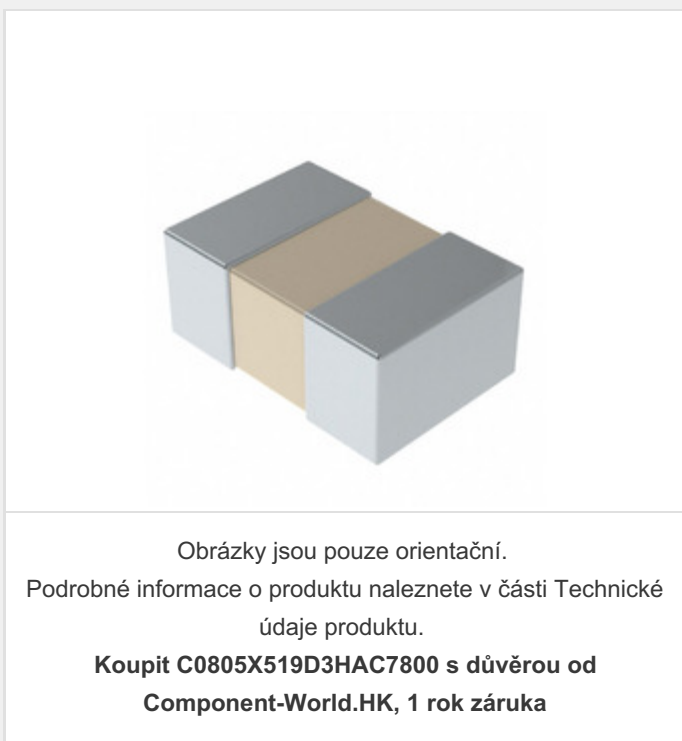 Obrázky jsou pouze orientační.
Podrobné informace o produktu naleznete v části Technické
údaje produktu.
Koupit C0805X519D3HAC7800 s důvěrou od
Component-World.HK, 1 rok záruka